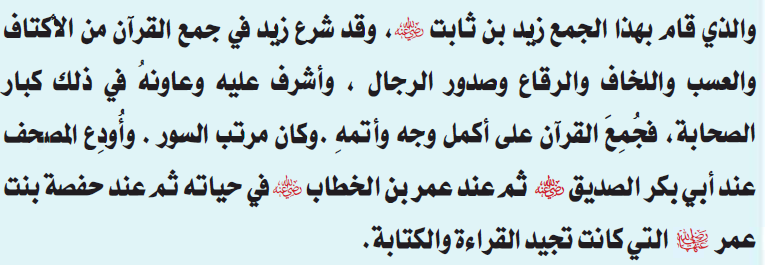 والذي قام بهذا الجمع زيد بن ثابت رضي الله عنه، وقد شرع زيد في جمع القرآن من الأكتاف
والعسب واللخاف والرقاع وصدور الرجال ، وأشرف عليه وعاونهُ في ذلك كبار
الصحابة، فجُمِعَ القرآن على أكمل وجه وأتمهِ .وكان مرتب السور . وأُودِع المصحف
عند أبي بكر الصديق رضي الله عنه ثم عند عمر بن الخطاب رضي الله عنه في حياته ثم عند حفصة بنت
عمر رضي الله عنها التي كانت تجيد القراءة والكتابة.